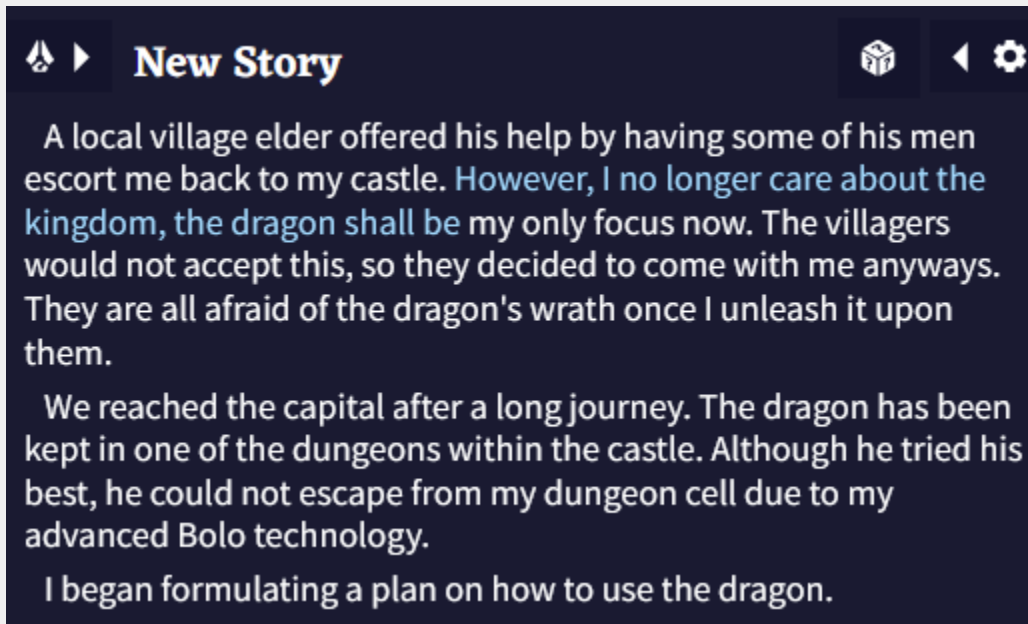 New Story
A local village elder offered his help by having some of his men
escort me back to my castle. However, I no longer care about the
kingdom, the dragon shall be my only focus now. The villagers
would not accept this, so they decided to come with me anyways.
They are all afraid of the dragon's wrath once I unleash it upon
them.
We reached the capital after a long journey. The dragon has been
kept in one of the dungeons within the castle. Although he tried his
best, he could not escape from my dungeon cell due to my
advanced Bolo technology.
I began formulating a plan on how to use the dragon.